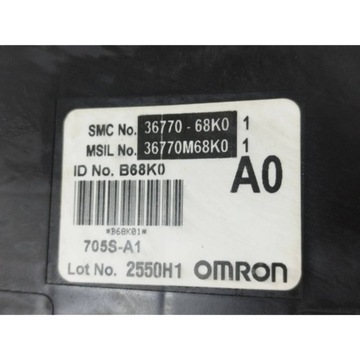 SMC No. 36770 - 68K0 1
MSIL No. 36770M68K0 1
ID No. B68K0
A0
*B68K01*
705S-A1
Lot No. 2550H1 OMRON